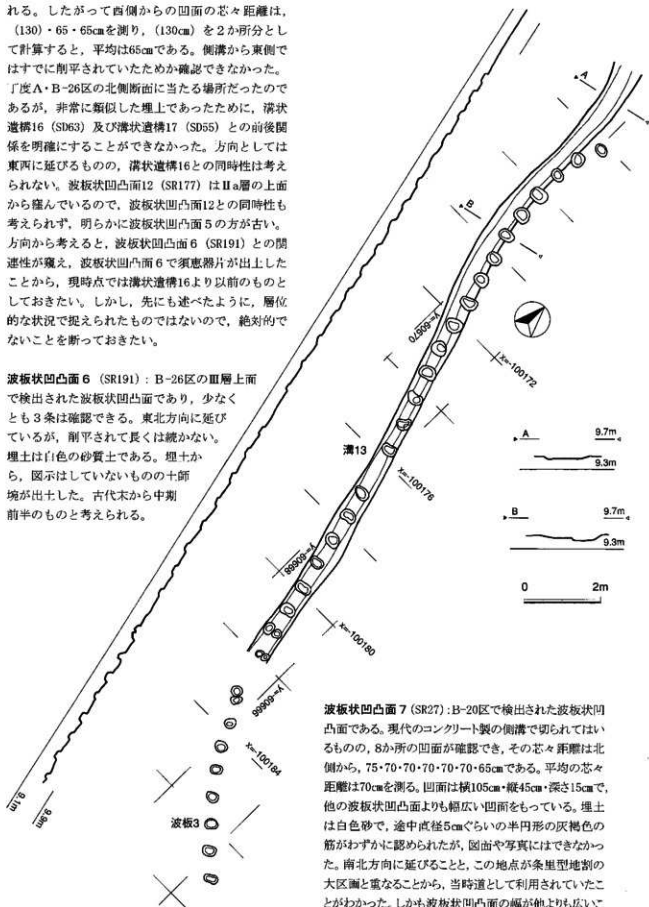 れる。したがって西側からの凹面の芯々距離は,
(130)・65・65cmを測り, (130cm) を2か所分とし
て計算すると, 平均は65cmである。側溝から東側で
はすでに削平されていたためか確認できなかった。
丁度A・B-26区の北側断面に当たる場所だったので
あるが, 非常に類似した埋土であったために, 溝状
遺構16 (SD63) 及び溝状遺構17 (SD55) との前後関
係を明確にすることができなかった。方向としては
東西に延びるものの, 溝状遺構16との同時性は考え
られない。波板状凹凸面12 (SR177) はⅡa層の上面
から窪んでいるので, 波板状凹凸面12との同時性も
考えられず, 明らかに波板状凹凸面5の方が古い。
方向から考えると, 波板状凹凸面6 (SR191) との関
連性が窺え, 波板状凹凸面6で須恵器片が出土した
ことから, 現時点では溝状遺構16より以前のものと
しておきたい。しかし, 先にも述べたように, 層位
的な状況で捉えられたものではないので, 絶対的で
ないことを断っておきたい。
波板状凹凸面6 (SR191) : B-26区のⅢ層上面
で検出された波板状凹凸面であり, 少なく
とも3条は確認できる。東北方向に延び
ているが, 削平されて長くは続かない。
埋土は白色の砂質土である。埋土か
ら, 図示はしていないものの土師
埦が出土した。古代末から中期
前半のものと考えられる。
A
B
y=-60670
x=-100172
溝13
x=-100176
y=-60668
x=-100180
y=-60666
x=-100184
波板3
9.1m
9.9m
A
9.7m
9.3m
B
9.7m
9.3m
0 2m
波板状凹凸面7 (SR27) : B-20区で検出された波板状凹
凸面である。現代のコンクリート製の側溝で切られてはい
るものの, 8か所の凹面が確認でき, その芯々距離は北
側から, 75・70・70・70・70・70・65cmである。平均の芯々
距離は70cmを測る。凹面は横105cm・縦45cm・深さ15cmで,
他の波板状凹凸面よりも幅広い凹面をもっている。埋土
は白色砂で, 途中直径5cmぐらいの半円形の灰褐色の
筋がわずかに認められたが, 図面や写真にはできなかっ
た。南北方向に延びることと, この地点が条里型地割の
大区画と重なることから, 当時道として利用されていたこ
とがわかった。しかも波板状凹凸面の幅が他よりも広いこ